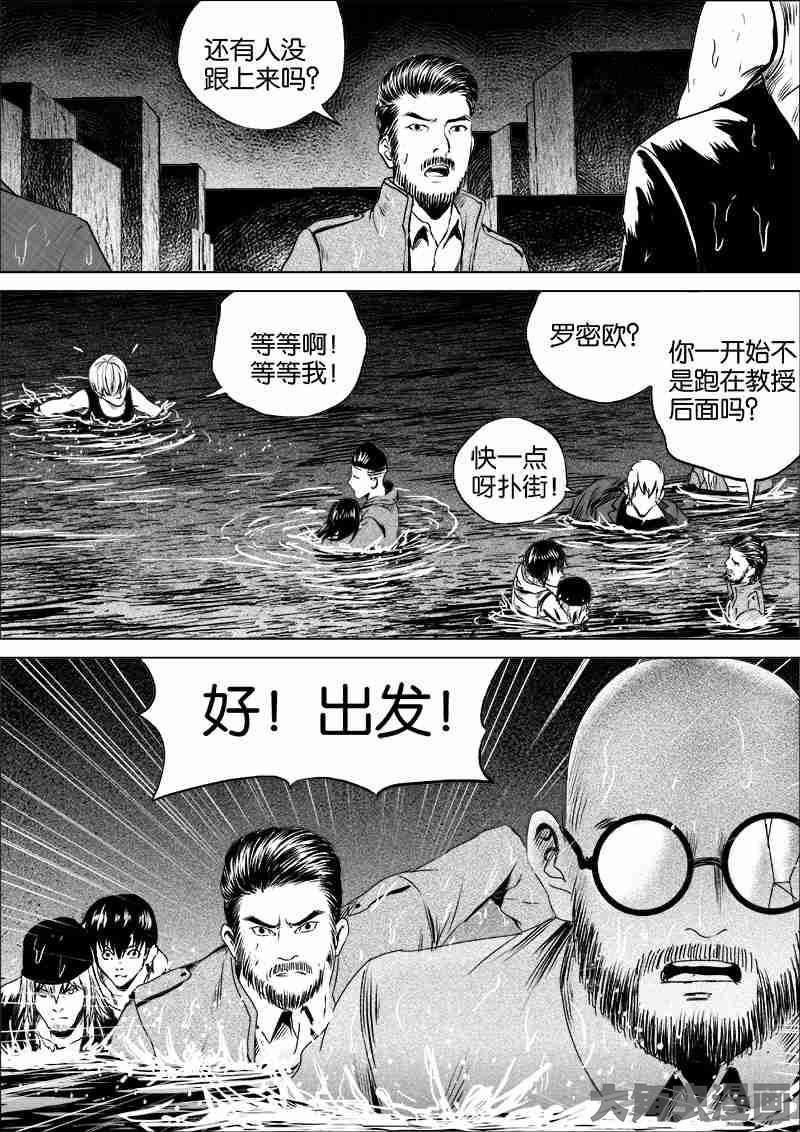 还有人没
跟上来吗？
等等啊！
等等我！
罗密欧？
你一开始不
是跑在教授
后面吗？
快一点
呀扑街！
好！出发！